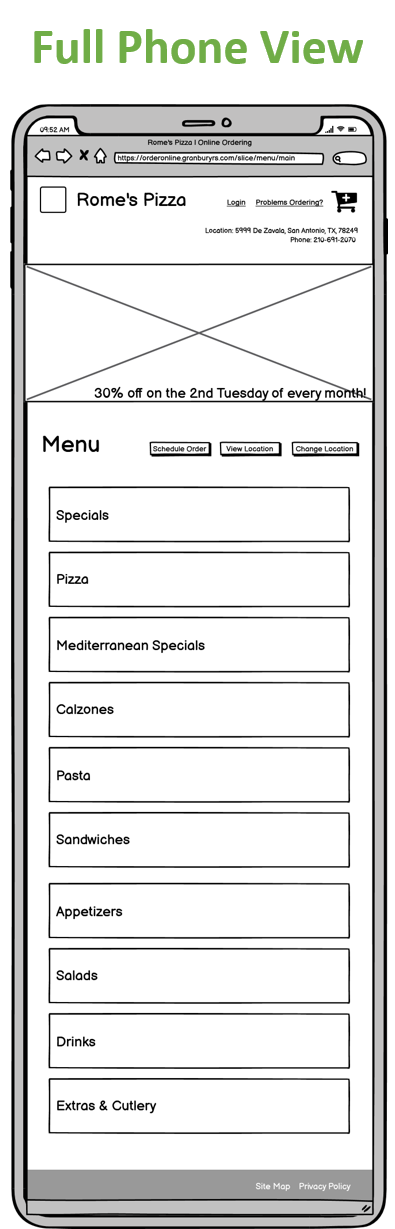 Full Phone View
09:52 AM
Rome's Pizza | Online Ordering
https://orderonline.granburyrs.com/slice/menu/main
Rome's Pizza
Login Problems Ordering?
Location: 5999 De Zavala, San Antonio, TX, 78249
Phone: 210-691-2070
30% off on the 2nd Tuesday of every month!
Menu
Schedule Order View Location Change Location
Specials
Pizza
Mediterranean Specials
Calzones
Pasta
Sandwiches
Appetizers
Salads
Drinks
Extras & Cutlery
Site Map Privacy Policy